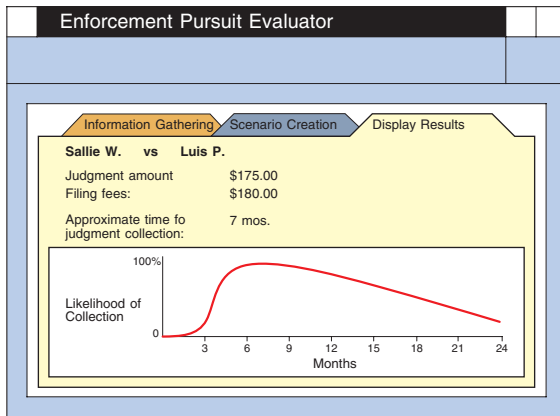 Enforcement Pursuit Evaluator
Information Gathering Scenario Creation Display Results
Sallie W. vs Luis P.
Judgment amount $175.00
Filing fees: $180.00
Approximate time fo 7 mos.
judgment collection:
100%
Likelihood of
Collection
0
3 6 9 12 15 18 21 24
Months